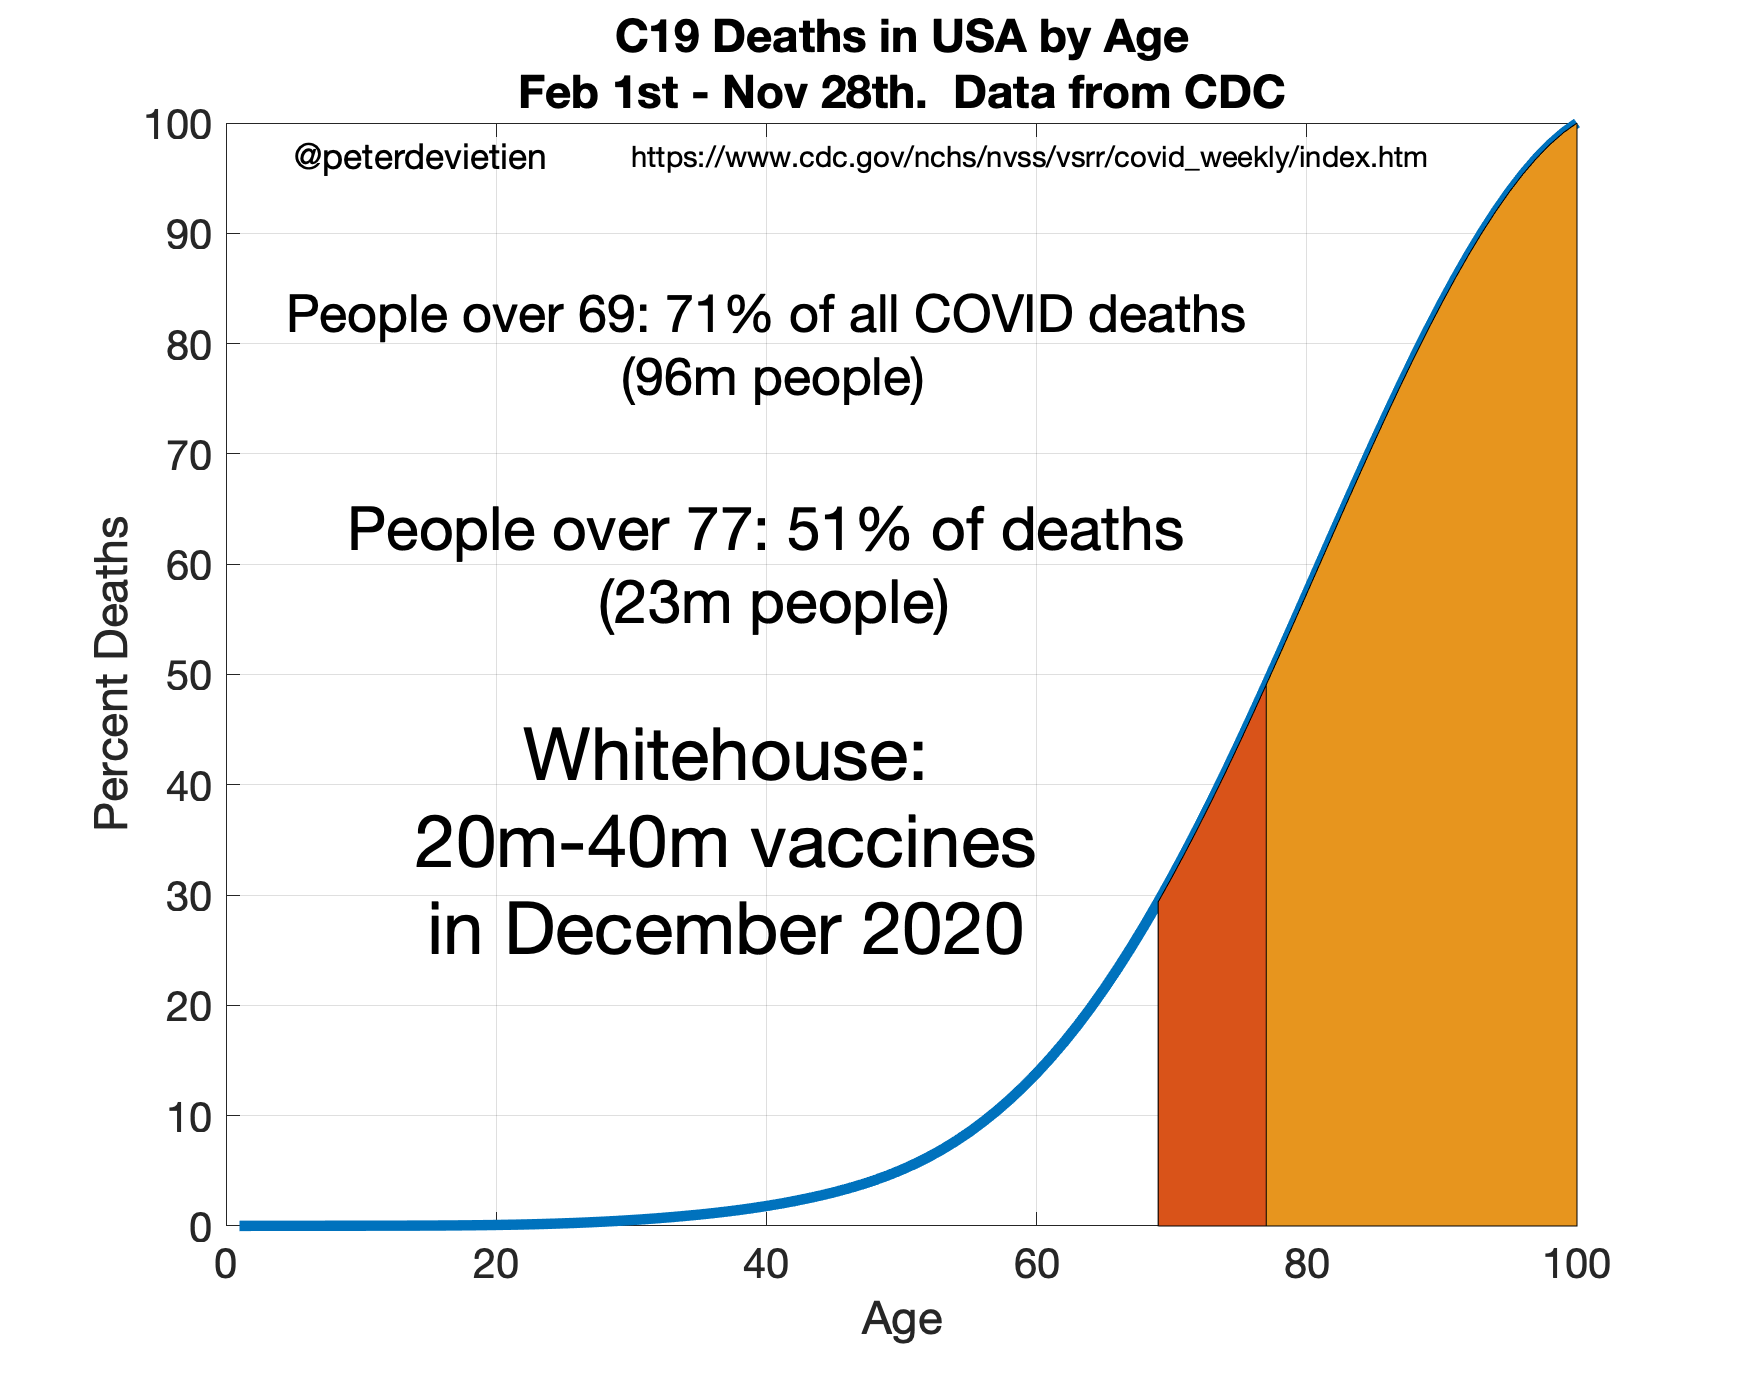 C19 Deaths in USA by Age
Feb 1st - Nov 28th.  Data from CDC
@peterdevietien
https://www.cdc.gov/nchs/nvss/vsrr/covid_weekly/index.htm
People over 69: 71% of all COVID deaths
(96m people)
People over 77: 51% of deaths
(23m people)
Whitehouse:
20m-40m vaccines
in December 2020
Percent Deaths
100
90
80
70
60
50
40
30
20
10
0
0 20 40 60 80 100
Age